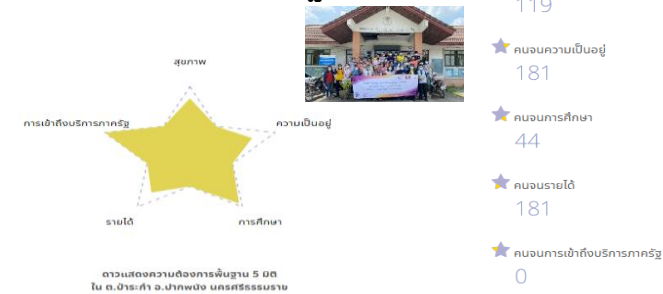 สุขภาพ
การเข้าถึงบริการภาครัฐ
ความเป็นอยู่
รายได้
การศึกษา
ดาวแสดงความต้องการพื้นฐาน 5 มิติ
ใน ต.ป่าระกำ อ.ปากพนัง นครศรีธรรมราช
119
คนจนความเป็นอยู่
181
คนจนการศึกษา
44
คนจนรายได้
181
คนจนการเข้าถึงบริการภาครัฐ
0